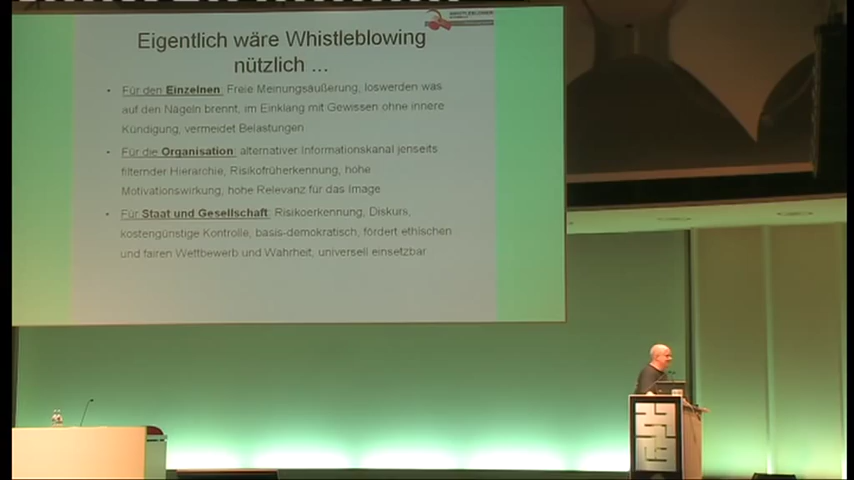 WHISTLEBLOWER
Eigentlich wäre Whistleblowing
nützlich ...
• Für den Einzelnen: Freie Meinungsäußerung, loswerden was
auf den Nägeln brennt, im Einklang mit Gewissen ohne innere
Kündigung, vermeidet Belastungen
• Für die Organisation: alternativer Informationskanal jenseits
filternder Hierarchie, Risikofrüherkennung, hohe
Motivationswirkung, hohe Relevanz für das Image
• Für Staat und Gesellschaft: Risikoerkennung, Diskurs,
kostengünstige Kontrolle, basis-demokratisch, fördert ethischen
und fairen Wettbewerb und Wahrheit, universell einsetzbar